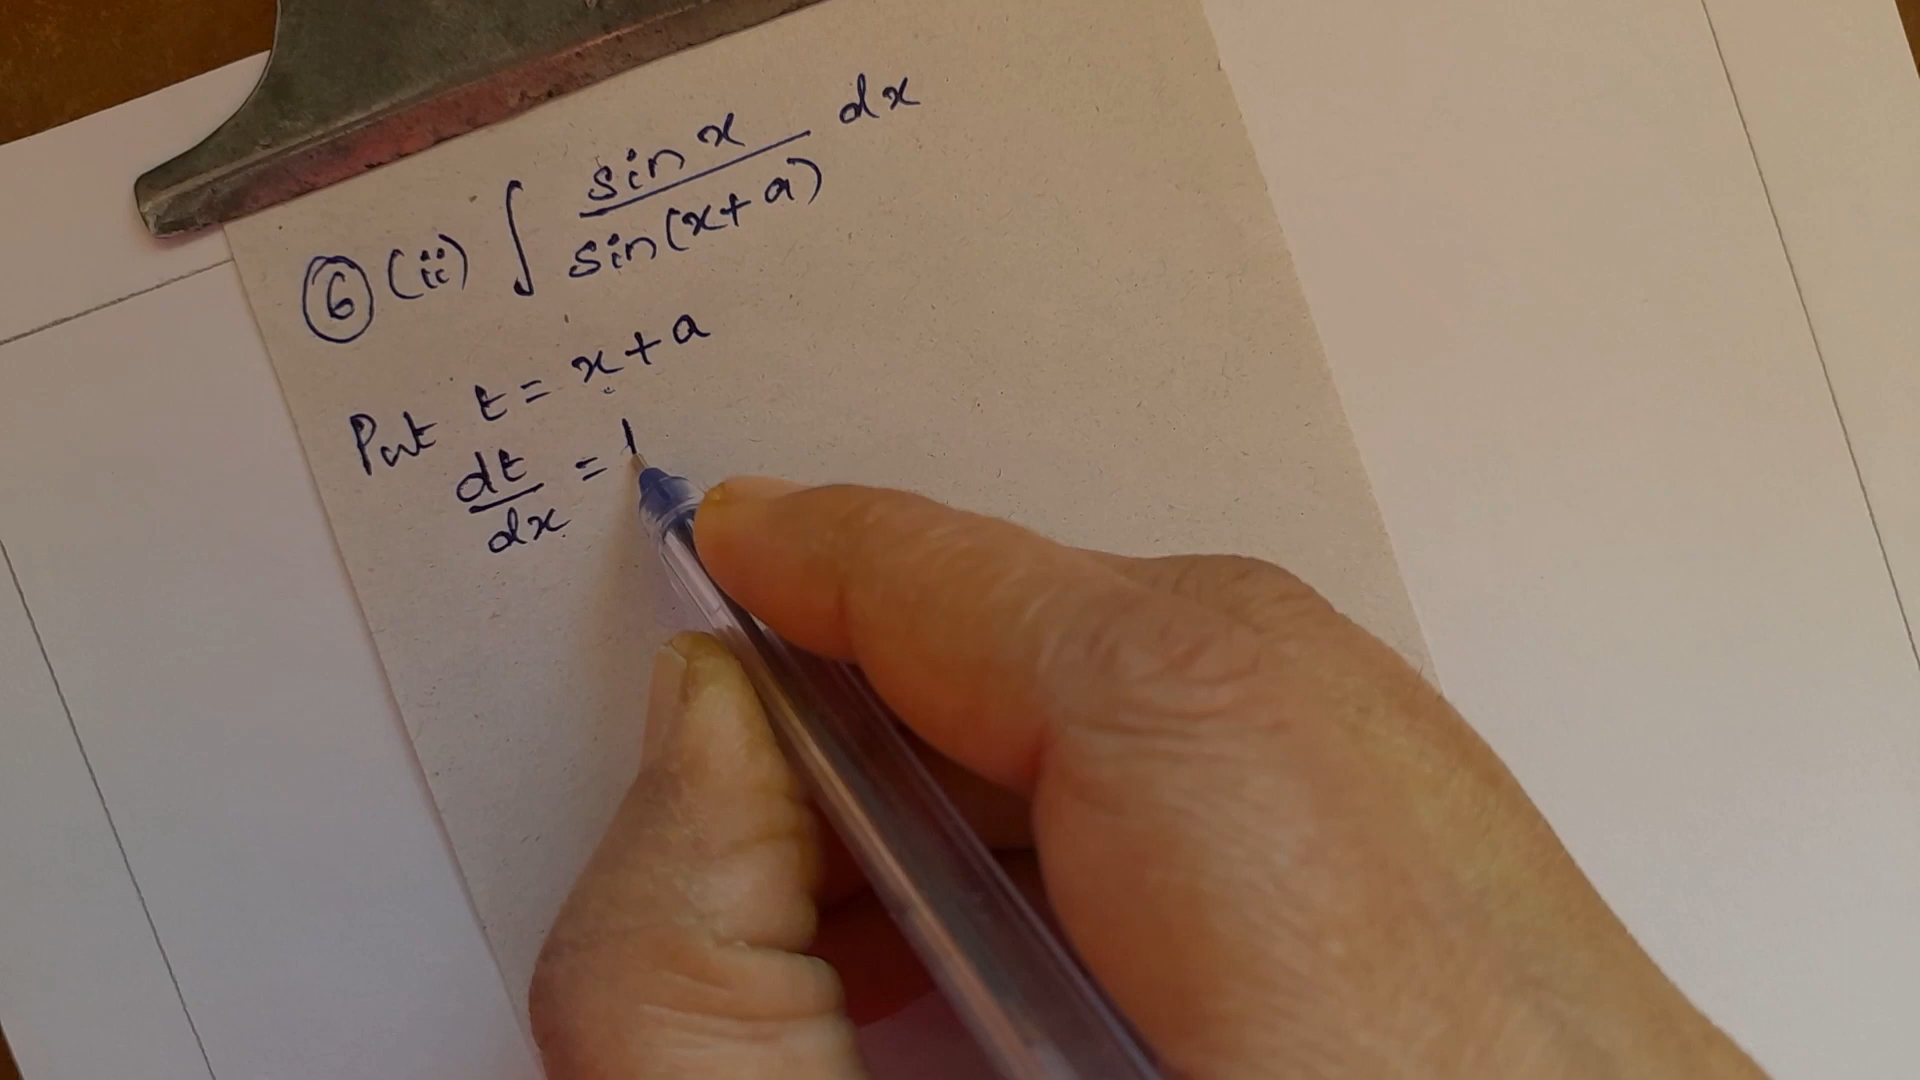 6 (ii) ∫ sin x / sin(x+a) dx
Put t = x + a
dt/dx = 1